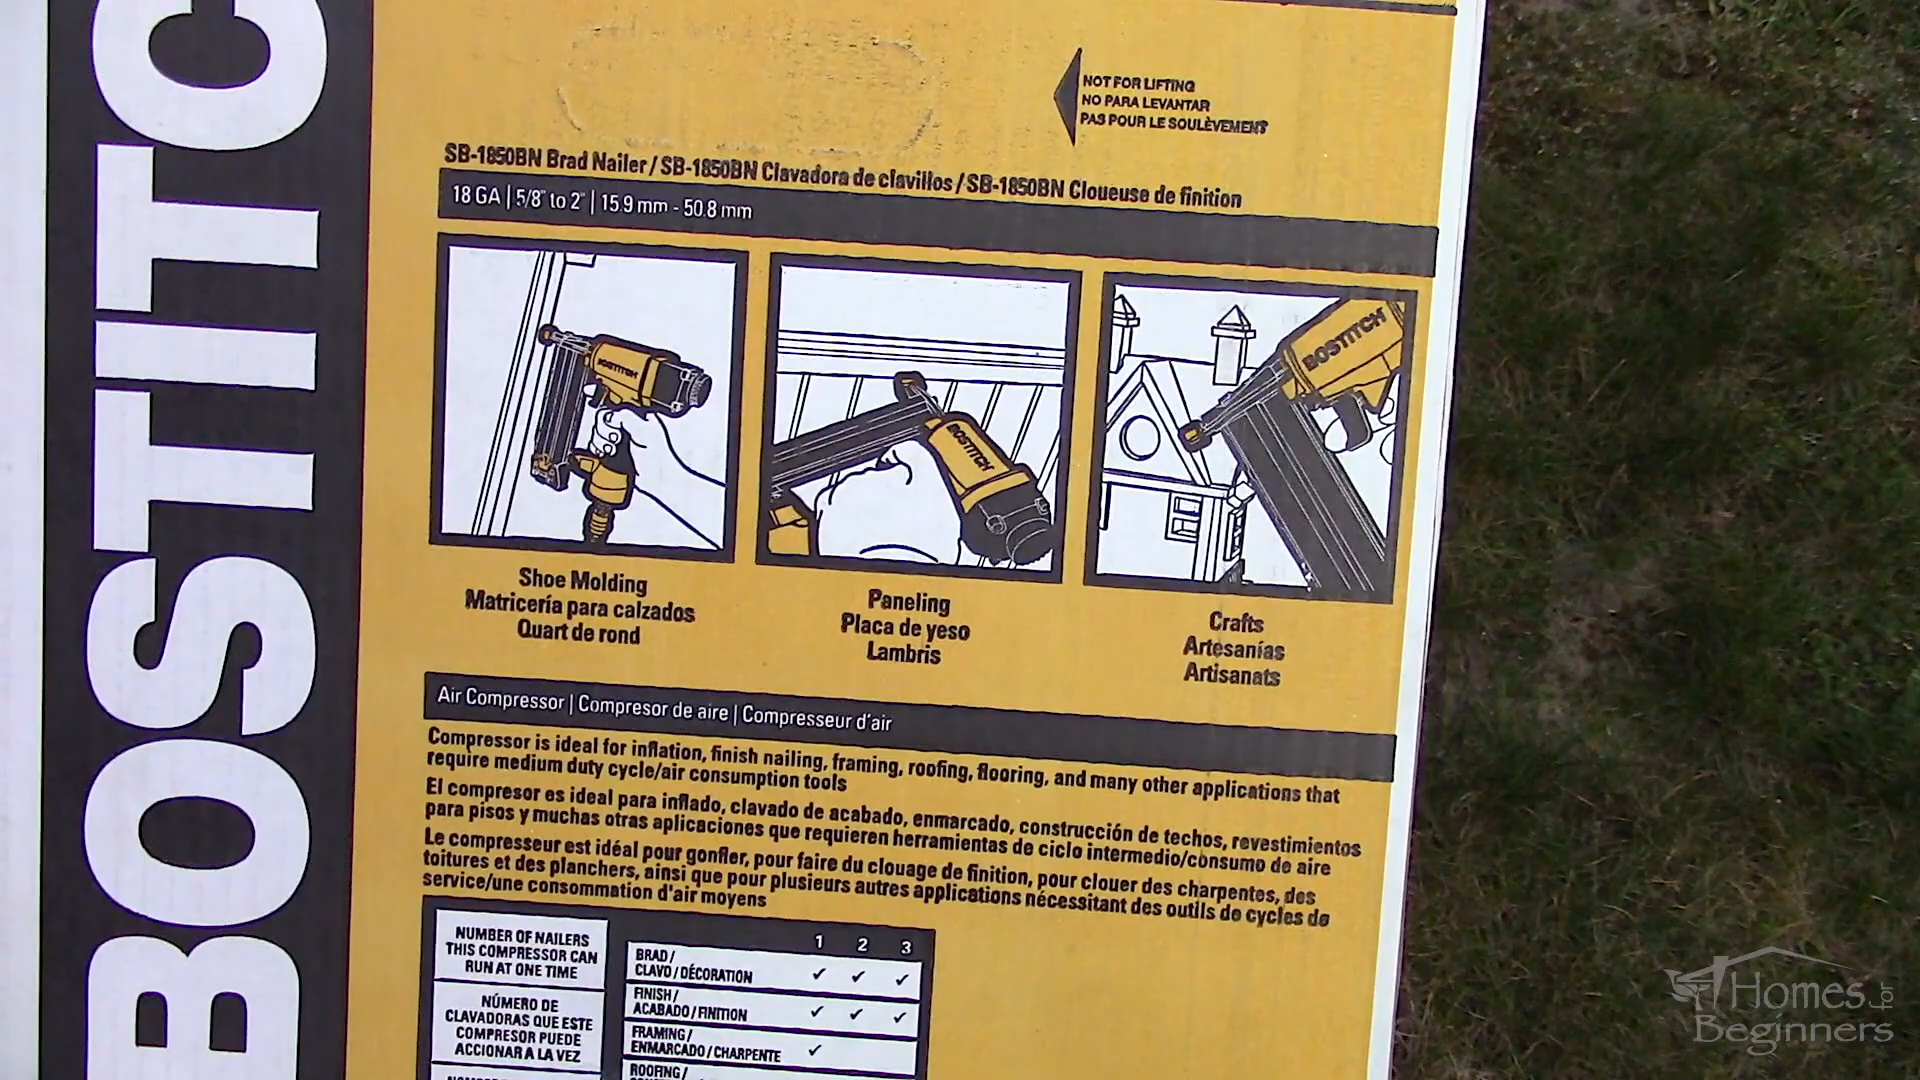 BOSTITC
NOT FOR LIFTING
NO PARA LEVANTAR
PAS POUR LE SOULÈVEMENT
SB-1850BN Brad Nailer / SB-1850BN Clavadora de clavillos / SB-1850BN Cloueuse de finition
18 GA | 5/8" to 2" | 15.9 mm - 50.8 mm
BOSTITCH
BOSTITCH
BOSTITCH
Shoe Molding
Matricería para calzados
Quart de rond
Paneling
Placa de yeso
Lambris
Crafts
Artesanías
Artisanats
Air Compressor | Compresor de aire | Compresseur d'air
Compressor is ideal for inflation, finish nailing, framing, roofing, flooring, and many other applications that
require medium duty cycle/air consumption tools
El compresor es ideal para inflado, clavado de acabado, enmarcado, construcción de techos, revestimientos
para pisos y muchas otras aplicaciones que requieren herramientas de ciclo intermedio/consumo de aire
Le compresseur est idéal pour gonfler, pour faire du clouage de finition, pour clouer des charpentes, des
toitures et des planchers, ainsi que pour plusieurs autres applications nécessitant des outils de cycles de
service/une consommation d'air moyens
NUMBER OF NAILERS
THIS COMPRESSOR CAN
RUN AT ONE TIME
NÚMERO DE
CLAVADORAS QUE ESTE
COMPRESOR PUEDE
ACCIONAR A LA VEZ
1 2 3
BRAD /
CLAVO / DÉCORATION ✓ ✓ ✓
FINISH /
ACABADO / FINITION ✓ ✓ ✓
FRAMING /
ENMARCADO / CHARPENTE ✓
ROOFING /
Homes for
Beginners